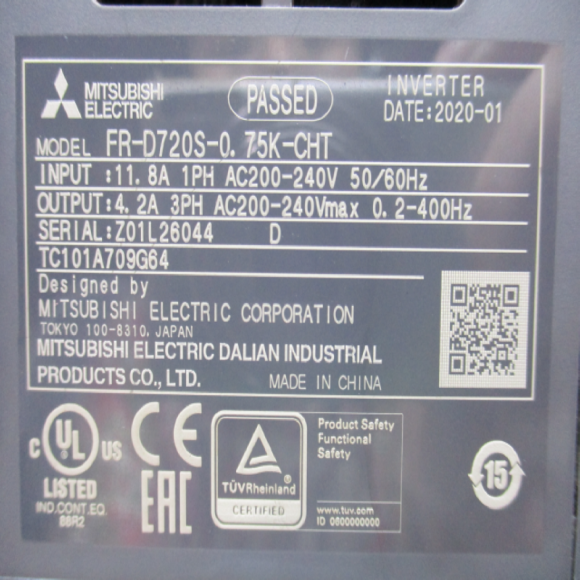 MITSUBISHI
ELECTRIC
PASSED
INVERTER
DATE:2020-01
MODEL FR-D720S-0.75K-CHT
INPUT :11.8A 1PH AC200-240V 50/60Hz
OUTPUT:4.2A 3PH AC200-240Vmax 0.2-400Hz
SERIAL:Z01L26044 D
TC101A709G64
Designed by
MITSUBISHI ELECTRIC CORPORATION
TOKYO 100-8310, JAPAN
MITSUBISHI ELECTRIC DALIAN INDUSTRIAL
PRODUCTS CO., LTD. MADE IN CHINA
C UL US
LISTED
IND.CONT.EQ.
66R2
CE
EAC
TÜVRheinland
CERTIFIED
Product Safety
Functional
Safety
www.tuv.com
ID 0600000000
15